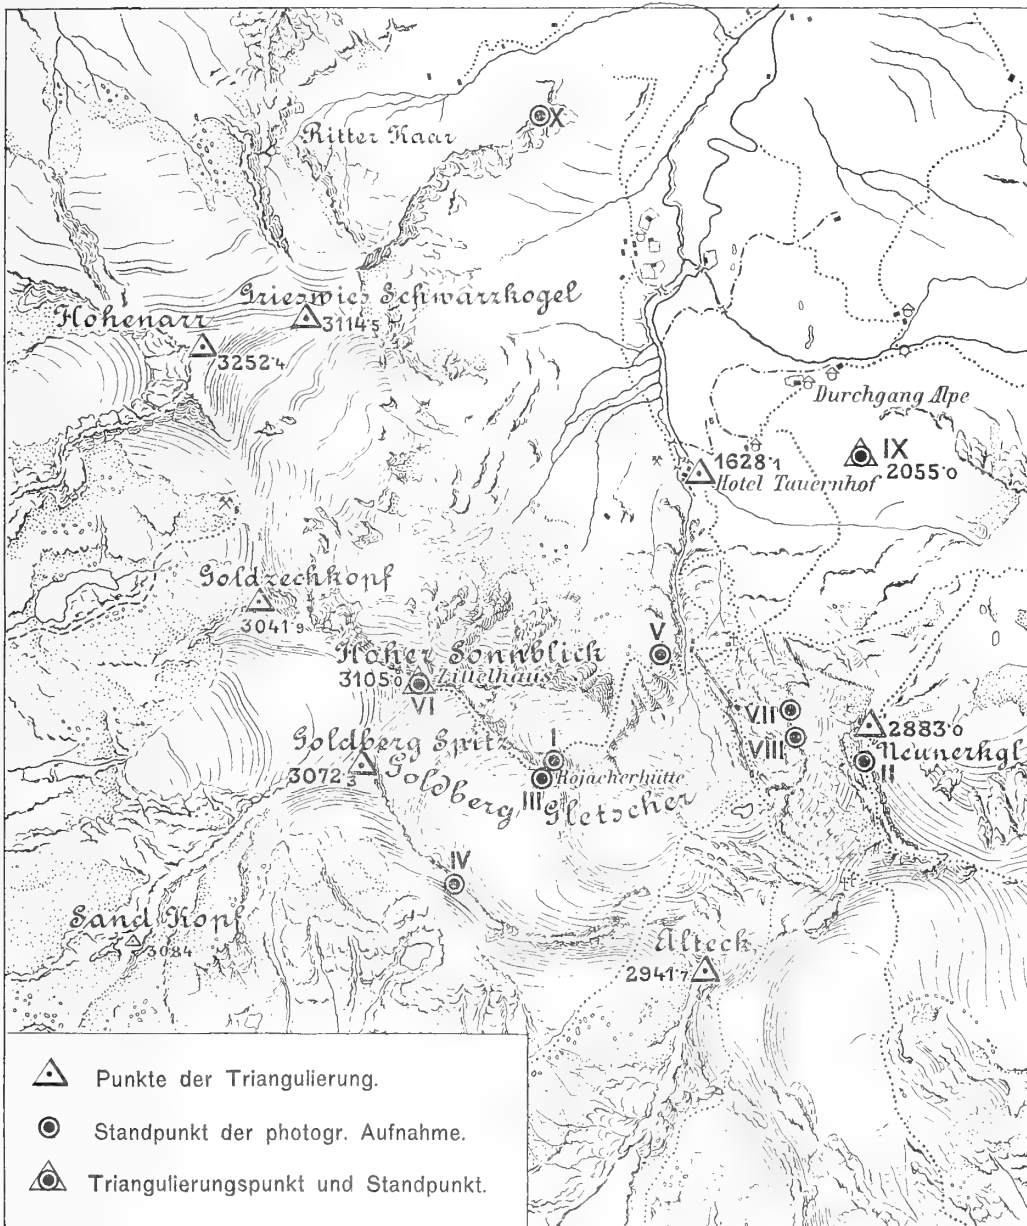 X
Ritter Kaar
Grieswies Schwarzkogel
3114·5
Hohenarr
3252·4
Durchgang Alpe
1628·1
Hotel Tauernhof
IX
2055·0
Goldzechkopf
3041·9
V
Hoher Sonnblick
3105·0
Zittelhaus
VI
VII
VIII
2883·0
Neunerkgl
II
Goldberg Spitz
3072·3
I
Rojacherhütte
III
Goldberg Gletscher
IV
Sand Kopf
3084
Alteck
2941·7
Punkte der Triangulierung.
Standpunkt der photogr. Aufnahme.
Triangulierungspunkt und Standpunkt.